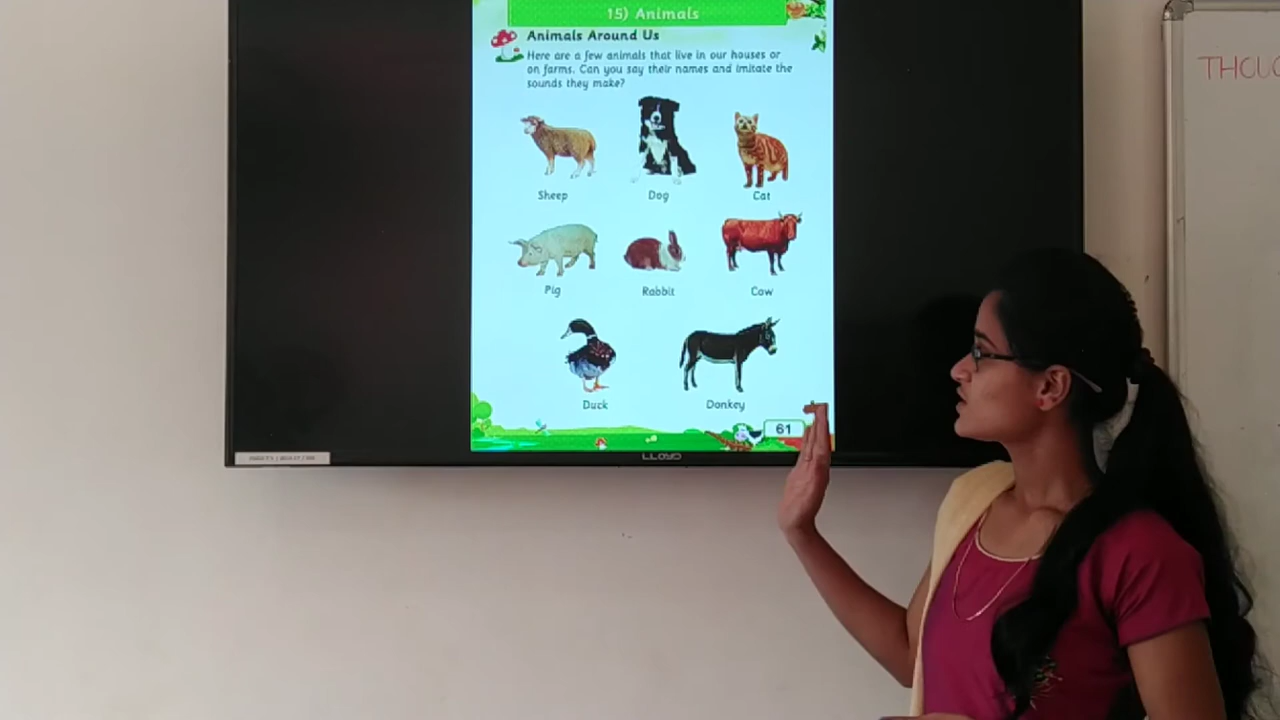 15) Animals
Animals Around Us
Here are a few animals that live in our houses or
on farms. Can you say their names and imitate the
sounds they make?
Sheep
Dog
Cat
Pig
Rabbit
Cow
Duck
Donkey
61
LLOYD